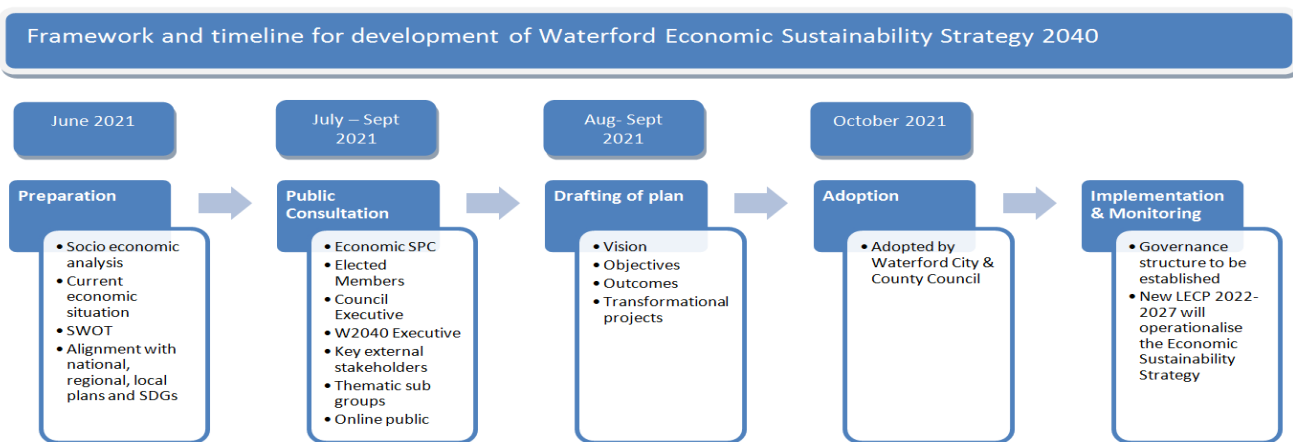 Framework and timeline for development of Waterford Economic Sustainability Strategy 2040
June 2021
July – Sept
2021
Aug- Sept
2021
October 2021
Preparation
• Socio economic
analysis
• Current
economic
situation
• SWOT
• Alignment with
national,
regional, local
plans and SDGs
Public
Consultation
• Economic SPC
• Elected
Members
• Council
Executive
• W2040 Executive
• Key external
stakeholders
• Thematic sub
groups
• Online public
Drafting of plan
• Vision
• Objectives
• Outcomes
• Transformational
projects
Adoption
• Adopted by
Waterford City &
County Council
Implementation
& Monitoring
• Governance
structure to be
established
• New LECP 2022-
2027 will
operationalise
the Economic
Sustainability
Strategy